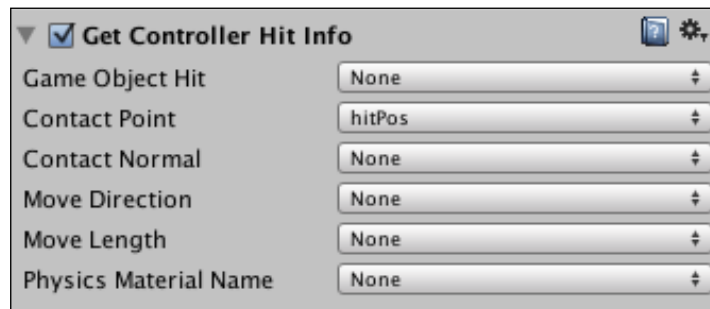 Get Controller Hit Info
Game Object Hit None
Contact Point hitPos
Contact Normal None
Move Direction None
Move Length None
Physics Material Name None